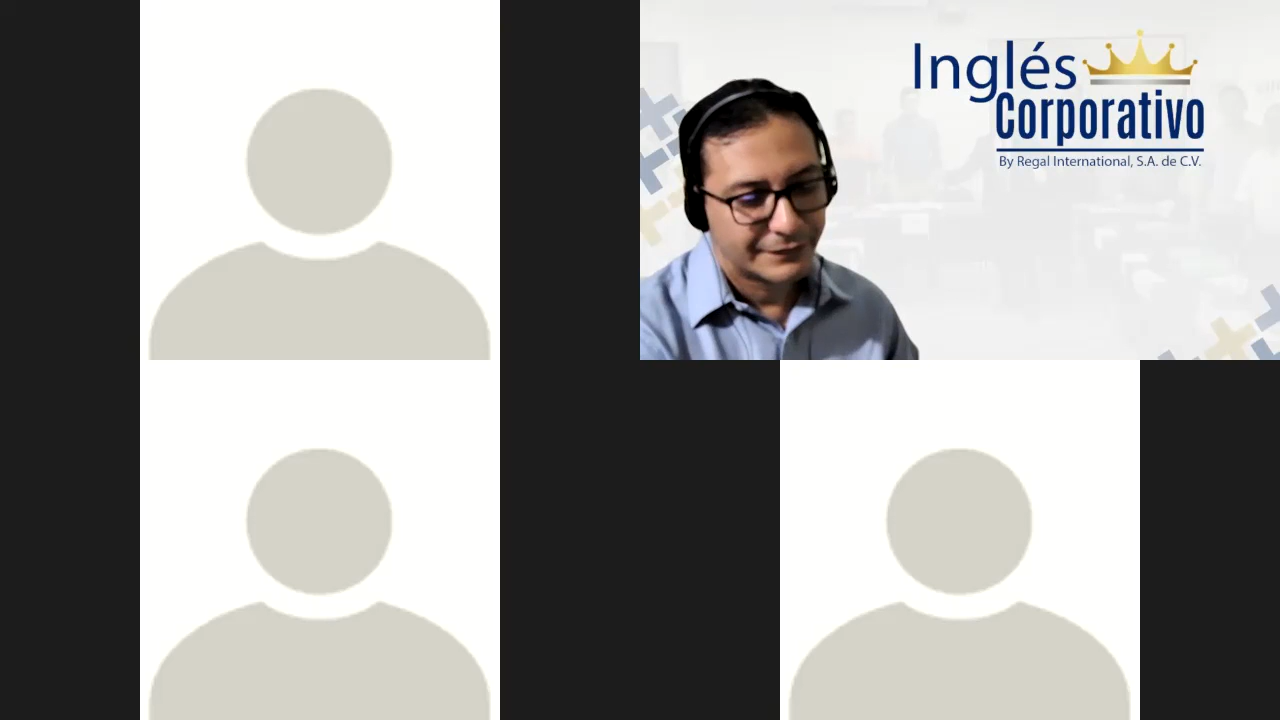 Inglés
Corporativo
By Regal International, S.A. de C.V.